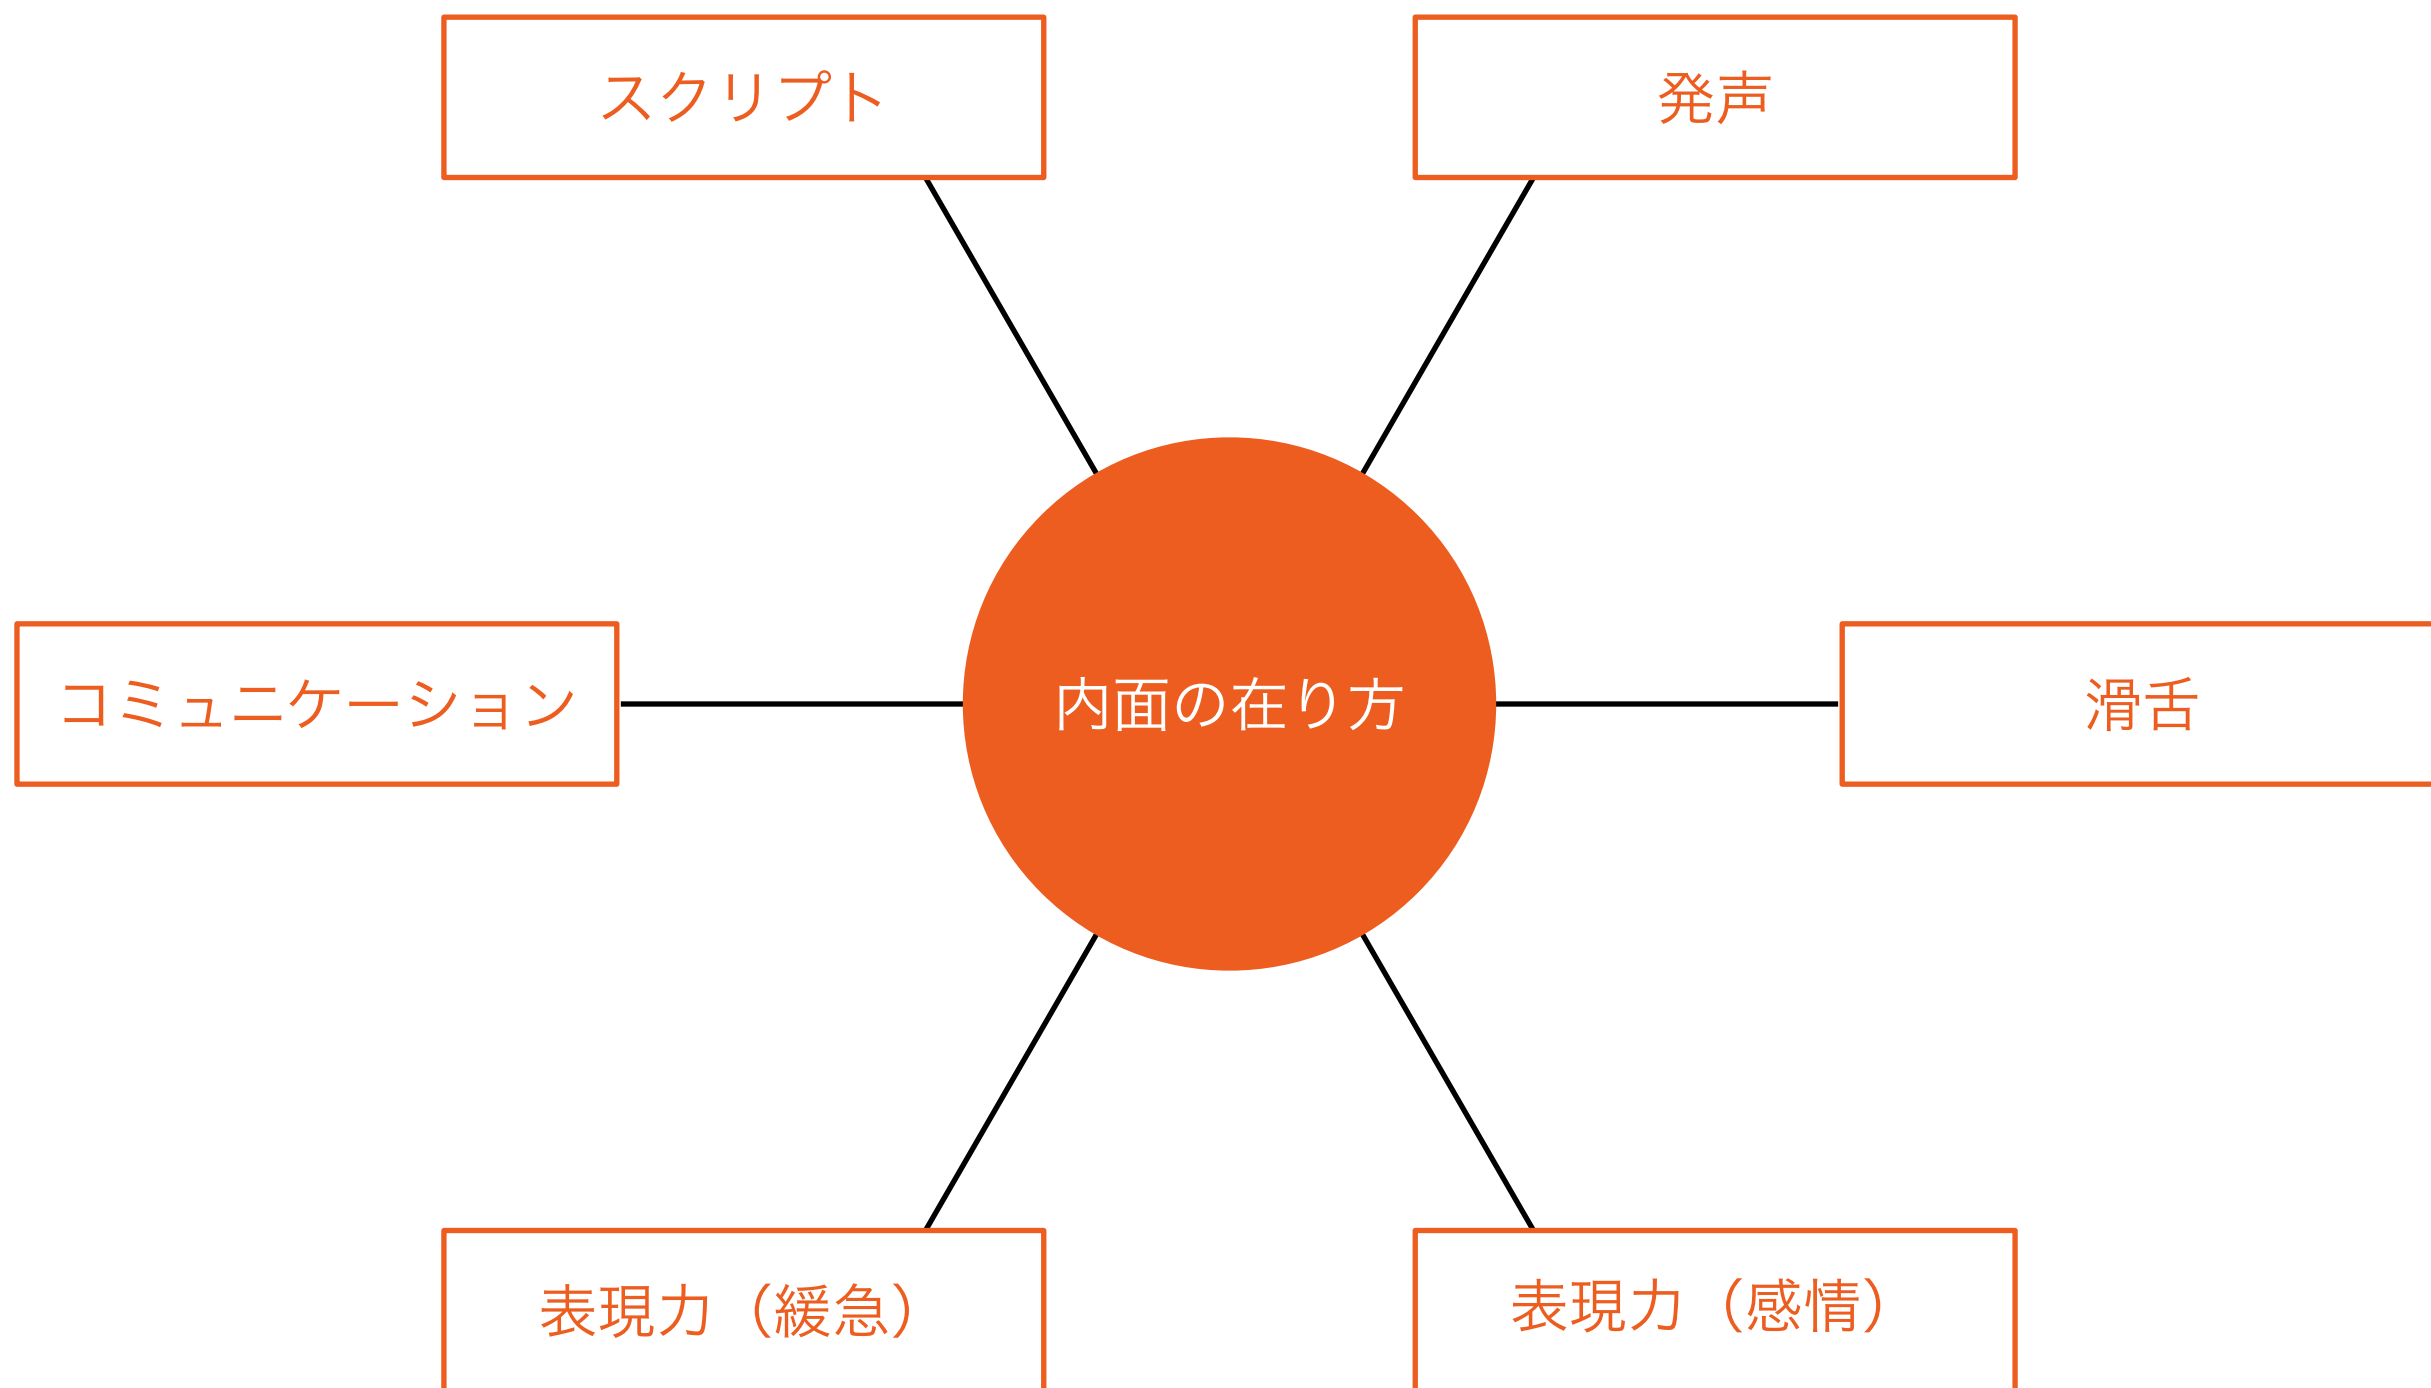 スクリプト
発声
コミュニケーション
内面の在り方
滑舌
表現力（緩急）
表現力（感情）